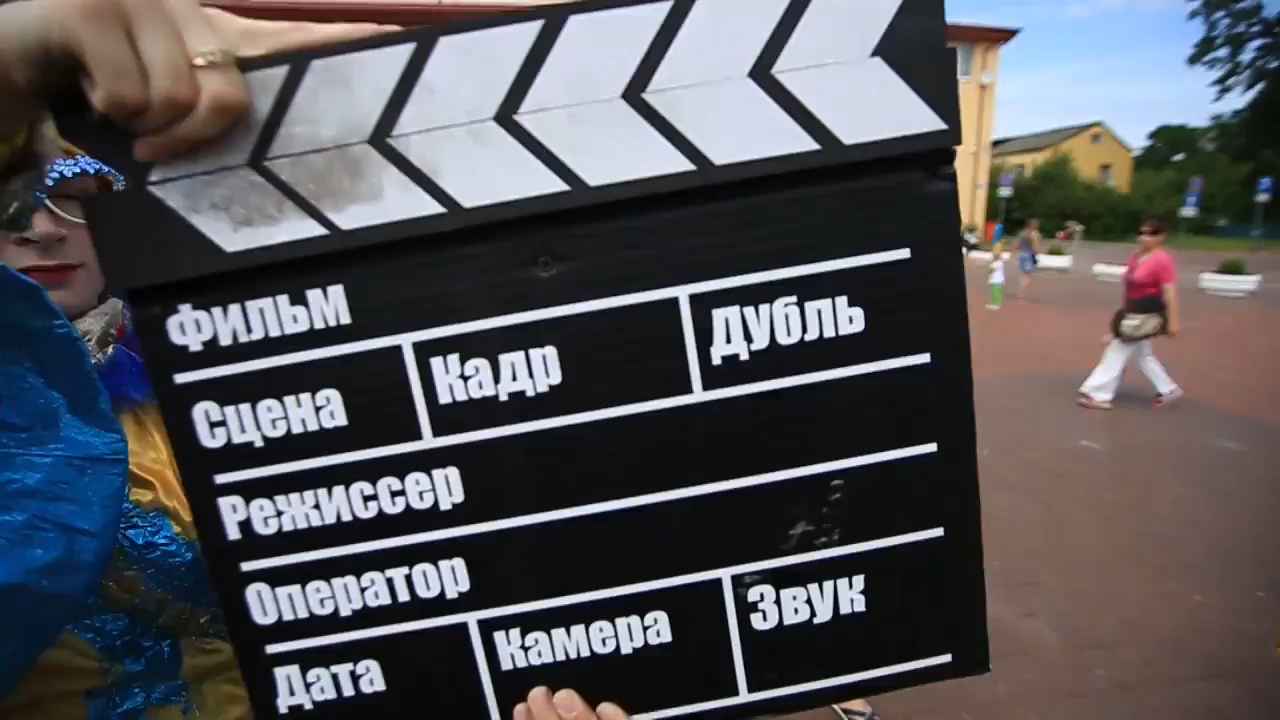 Фильм
Сцена Кадр Дубль
Режиссер
Оператор
Дата Камера Звук